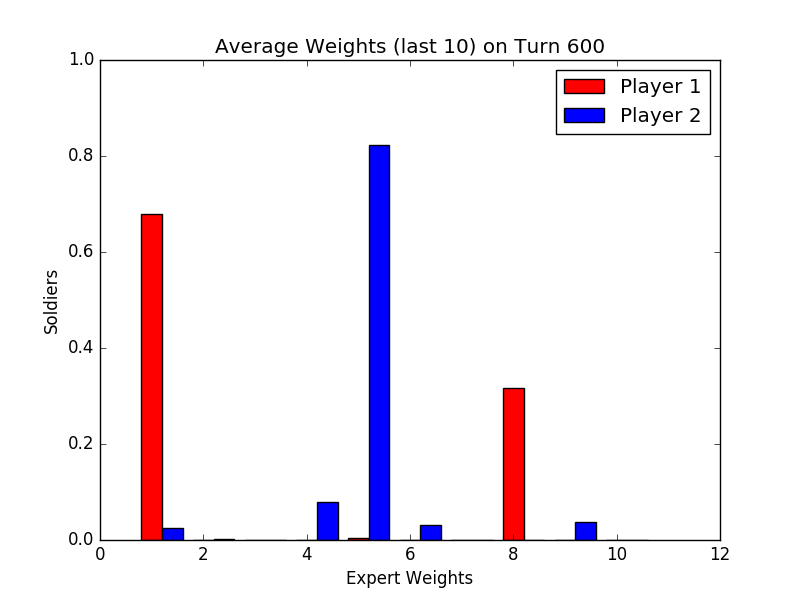 Average Weights (last 10) on Turn 600
Player 1
Player 2
1.0
0.8
0.6
0.4
0.2
0.0
Soldiers
0 2 4 6 8 10 12
Expert Weights